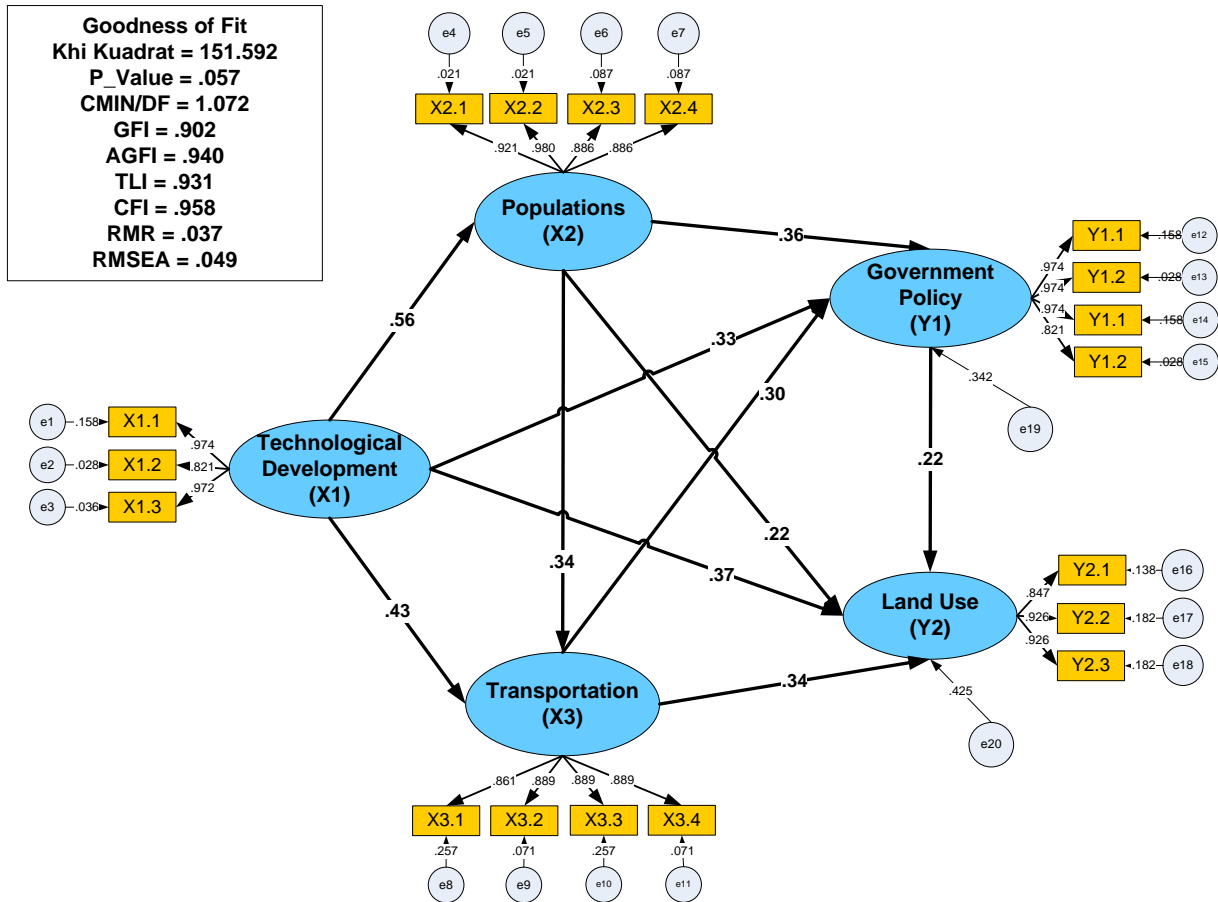 Goodness of Fit
Khi Kuadrat = 151.592
P_Value = .057
CMIN/DF = 1.072
GFI = .902
AGFI = .940
TLI = .931
CFI = .958
RMR = .037
RMSEA = .049
e4
e5
e6
e7
.021
.021
.087
.087
X2.1
X2.2
X2.3
X2.4
.921
.980
.886
.886
Populations
(X2)
.36
.56
.33
.30
Government
Policy
(Y1)
.974
.974
.974
.821
Y1.1
.158
e12
Y1.2
.028
e13
Y1.1
.158
e14
Y1.2
.028
e15
.342
e19
e1
.158
X1.1
e2
.028
X1.2
e3
.036
X1.3
.974
.821
.972
Technological
Development
(X1)
.22
.34
.22
.37
.43
Land Use
(Y2)
.847
.926
.926
Y2.1
.138
e16
Y2.2
.182
e17
Y2.3
.182
e18
.425
e20
Transportation
(X3)
.34
.861
.889
.889
.889
X3.1
X3.2
X3.3
X3.4
.257
.071
.257
.071
e8
e9
e10
e11